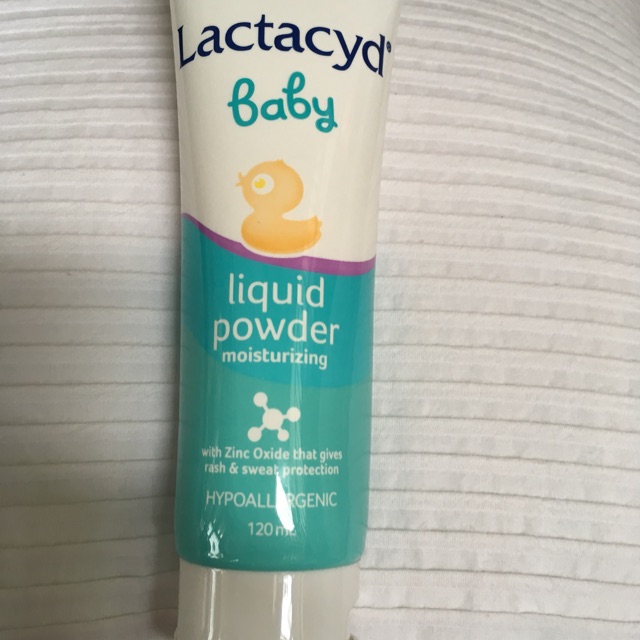 Lactacyd®
baby
liquid
powder
moisturizing
with Zinc Oxide that gives
rash & sweat protection
HYPOALLERGENIC
120 mL